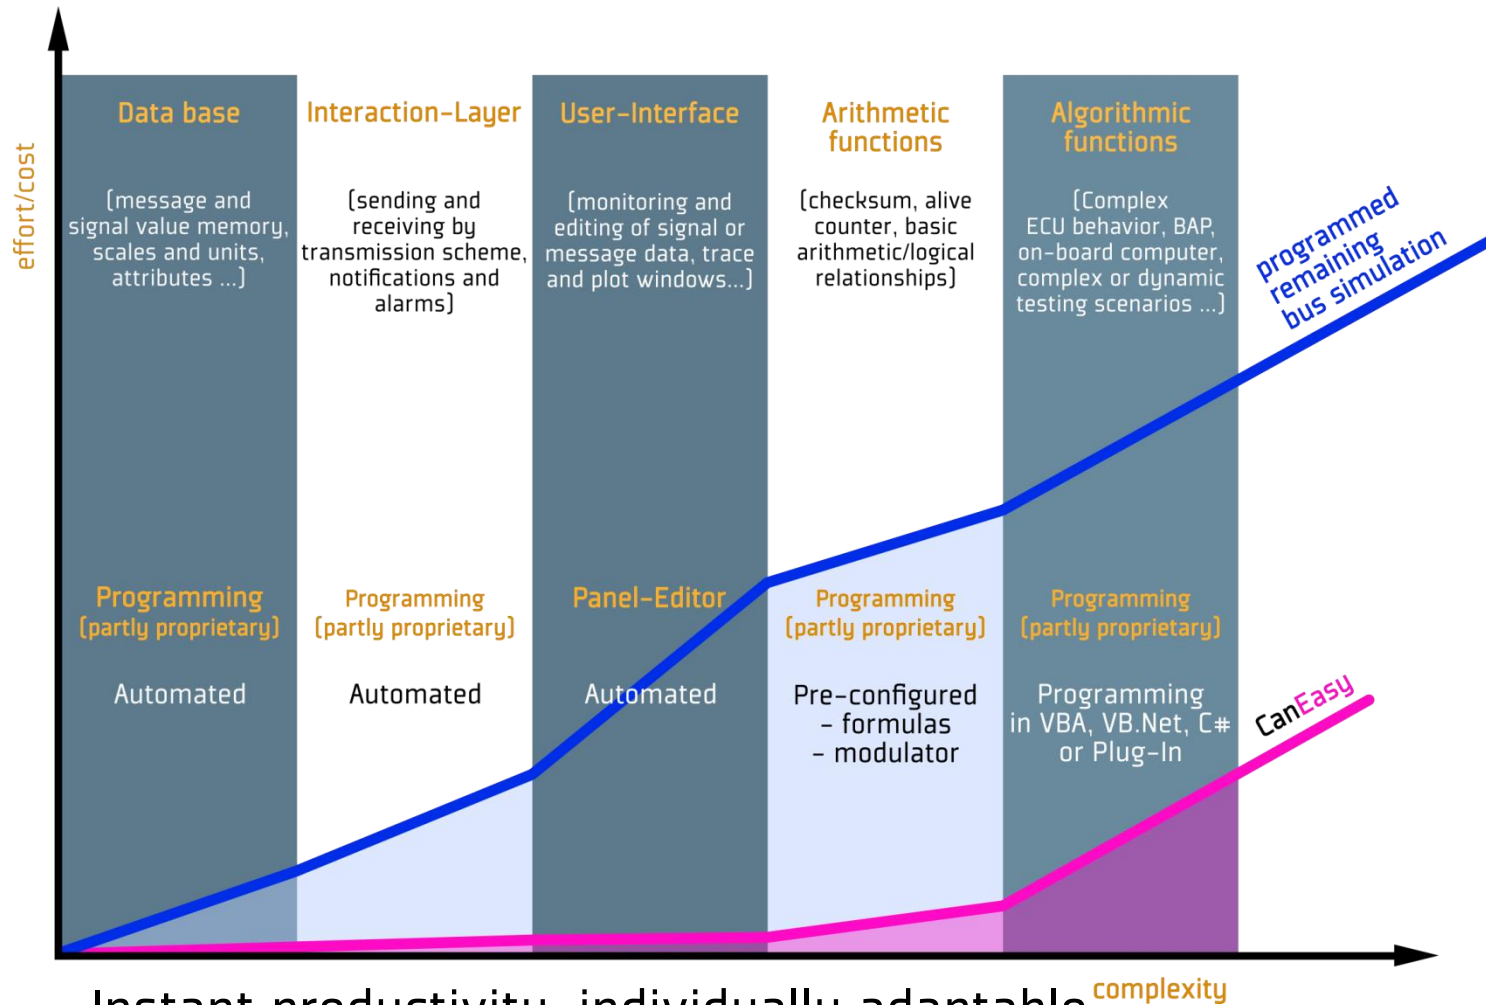 effort/cost
Data base
(message and
signal value memory,
scales and units,
attributes ...)
Interaction-Layer
(sending and
receiving by
transmission scheme,
notifications and
alarms)
User-Interface
(monitoring and
editing of signal or
message data, trace
and plot windows...)
Arithmetic
functions
(checksum, alive
counter, basic
arithmetic/logical
relationships)
Algorithmic
functions
(Complex
ECU behavior, BAP,
on-board computer,
complex or dynamic
testing scenarios ...)
programmed
remaining
bus simulation
Programming
(partly proprietary)
Automated
Programming
(partly proprietary)
Automated
Panel-Editor
Automated
Programming
(partly proprietary)
Pre-configured
- formulas
- modulator
Programming
(partly proprietary)
Programming
in VBA, VB.Net, C#
or Plug-In
CanEasy
complexity
Instant productivity, individually adaptable